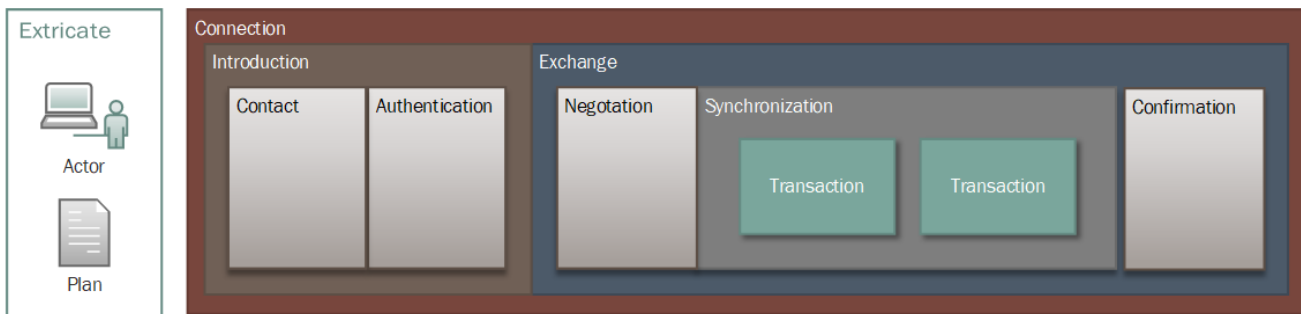 Extricate
Actor
Plan
Connection
Introduction
Contact
Authentication
Exchange
Negotation
Synchronization
Transaction
Transaction
Confirmation